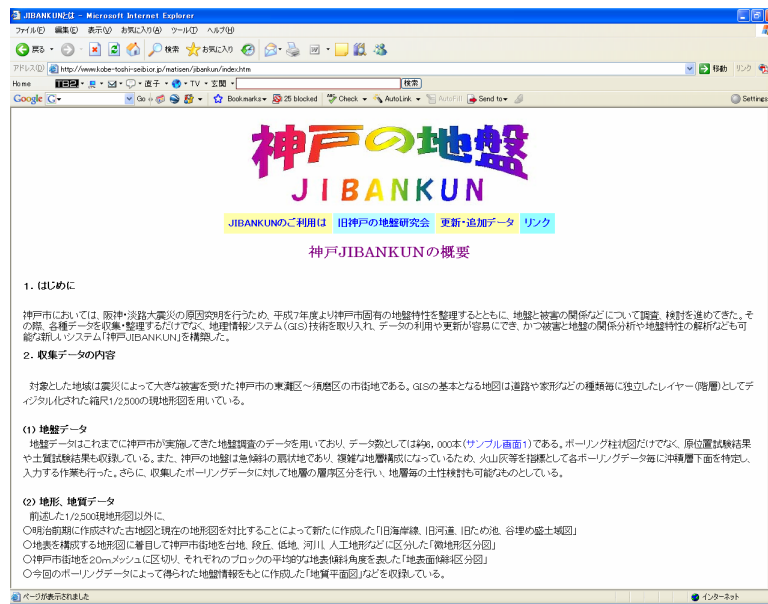 JIBANKUNとは - Microsoft Internet Explorer
ファイル(F) 編集(E) 表示(V) お気に入り(A) ツール(T) ヘルプ(H)
戻る 検索 お気に入り
アドレス(D) http://www.kobe-toshi-seibi.or.jp/matisen/jibankun/index.htm 移動 リンク
Home 直子 TV 玄関 検索
Google Go Bookmarks 25 blocked Check AutoLink AutoFill Send to Settings
神戸の地盤
JIBANKUN
JIBANKUNのご利用は 旧神戸の地盤研究会 更新・追加データ リンク
神戸JIBANKUNの概要
1. はじめに
神戸市においては、阪神・淡路大震災の原因究明を行うため、平成7年度より神戸市固有の地盤特性を整理するとともに、地盤と被害の関係などについて調査、検討を進めてきた。そ
の際、各種データを収集・整理するだけでなく、地理情報システム(GIS)技術を取り入れ、データの利用や更新が容易にでき、かつ被害と地盤の関係分析や地盤特性の解析なども可
能な新しいシステム「神戸JIBANKUN」を構築した。
2. 収集データの内容
対象とした地域は震災によって大きな被害を受けた神戸市の東灘区～須磨区の市街地である。GISの基本となる地図は道路や家形などの種類毎に独立したレイヤー(階層)としてデ
ィジタル化された縮尺1/2,500の現地形図を用いている。
(1) 地盤データ
地盤データはこれまでに神戸市が実施してきた地盤調査のデータを用いており、データ数としては約6,000本(サンプル画面1)である。ボーリング柱状図だけでなく、原位置試験結果
や土質試験結果も収録している。また、神戸の地盤は急傾斜の扇状地であり、複雑な地層構成になっているため、火山灰等を指標として各ボーリングデータ毎に沖積層下面を特定し、
入力する作業も行った。さらに、収集したボーリングデータに対して地層の層序区分を行い、地層毎の土性検討も可能なものとしている。
(2) 地形、地質データ
前述した1/2,500現地形図以外に、
○明治前期に作成された古地図と現在の地形図を対比することによって新たに作成した「旧海岸線、旧河道、旧ため池、谷埋め盛土域図」
○地表を構成する地形図に着目して神戸市街地を台地、段丘、低地、河川、人工地形などに区分した「微地形区分図」
○神戸市街地を20mメッシュに区切り、それぞれのブロックの平均的な地表傾斜角度を表した「地表面傾斜区分図」
○今回のボーリングデータによって得られた地盤情報をもとに作成した「地質平面図」などを収録している。
ページが表示されました インターネット